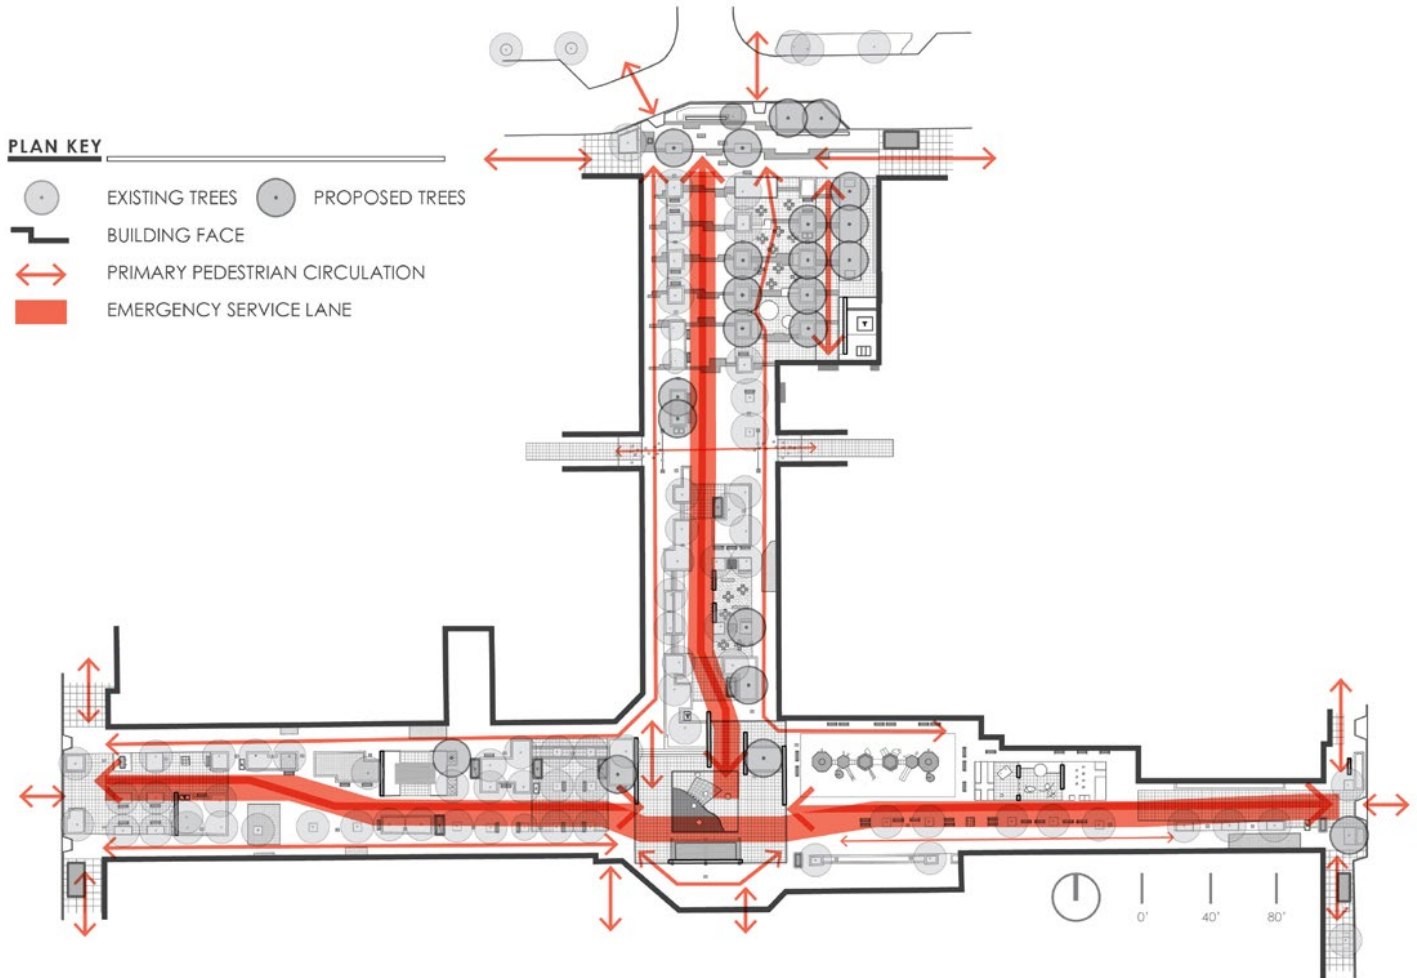 PLAN KEY
EXISTING TREES
PROPOSED TREES
BUILDING FACE
PRIMARY PEDESTRIAN CIRCULATION
EMERGENCY SERVICE LANE
0'
40'
80'